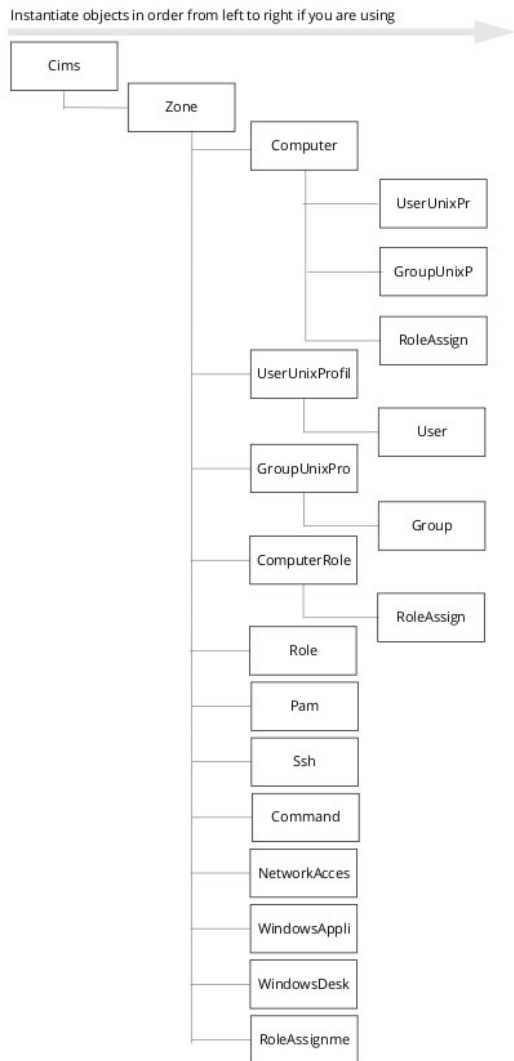 Instantiate objects in order from left to right if you are using
Cims
Zone
Computer
UserUnixPr
GroupUnixP
RoleAssign
UserUnixProfil
User
GroupUnixPro
Group
ComputerRole
RoleAssign
Role
Pam
Ssh
Command
NetworkAcces
WindowsAppli
WindowsDesk
RoleAssignme